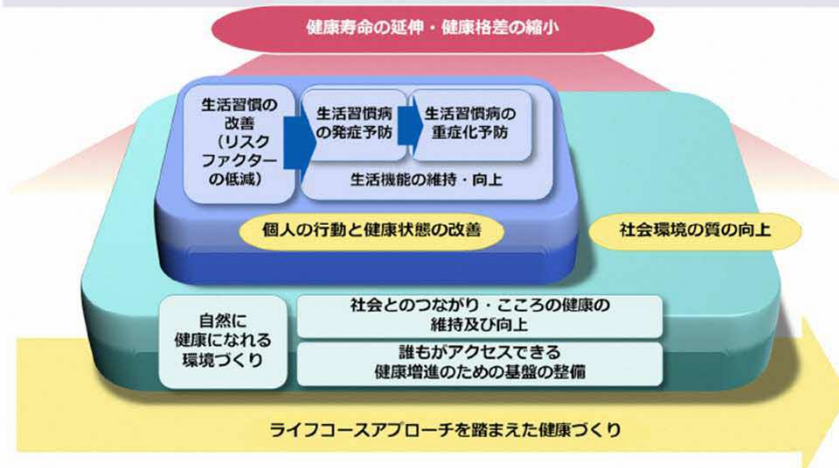 健康寿命の延伸・健康格差の縮小
生活習慣の
改善
（リスク
ファクター
の低減）
生活習慣病
の発症予防
生活習慣病の
重症化予防
生活機能の維持・向上
個人の行動と健康状態の改善
社会環境の質の向上
自然に
健康になれる
環境づくり
社会とのつながり・こころの健康の
維持及び向上
誰もがアクセスできる
健康増進のための基盤の整備
ライフコースアプローチを踏まえた健康づくり